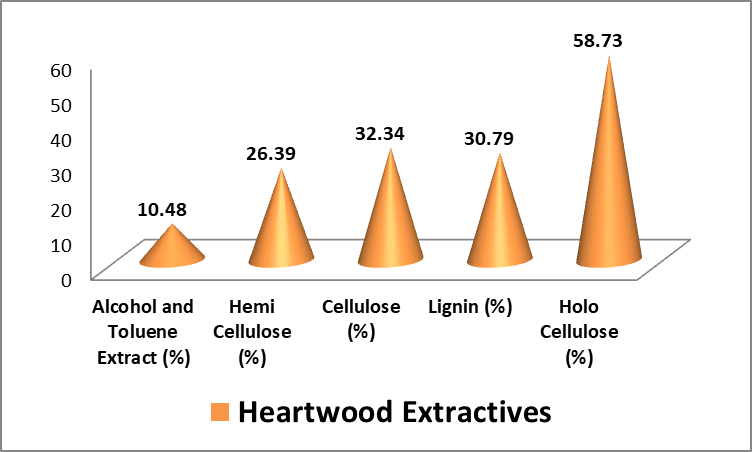 58.73
32.34
30.79
26.39
10.48
60
50
40
30
20
10
0
Alcohol and
Toluene
Extract (%)
Hemi
Cellulose
(%)
Cellulose
(%)
Lignin (%)
Holo
Cellulose
(%)
Heartwood Extractives